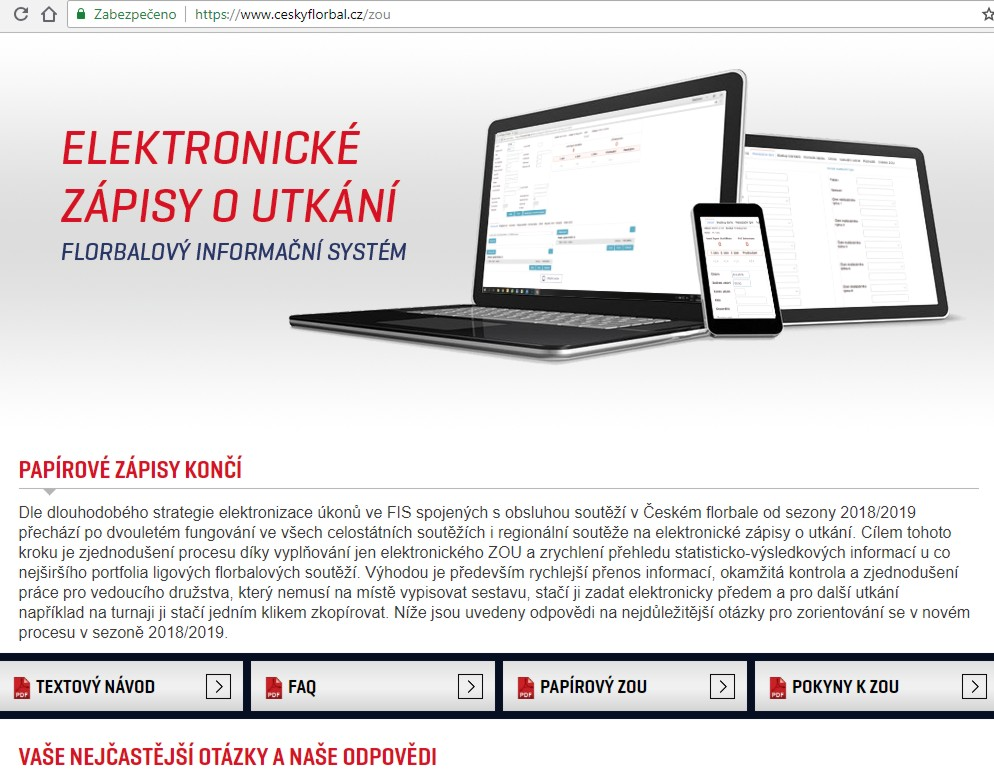 Zabezpečeno | https://www.ceskyflorbal.cz/zou
ELEKTRONICKÉ
ZÁPISY O UTKÁNÍ
FLORBALOVÝ INFORMAČNÍ SYSTÉM
PAPÍROVÉ ZÁPISY KONČÍ
Dle dlouhodobého strategie elektronizace úkonů ve FIS spojených s obsluhou soutěží v Českém florbale od sezony 2018/2019
přechází po dvouletém fungování ve všech celostátních soutěžích i regionální soutěže na elektronické zápisy o utkání. Cílem tohoto
kroku je zjednodušení procesu díky vyplňování jen elektronického ZOU a zrychlení přehledu statisticko-výsledkových informací u co
nejširšího portfolia ligových florbalových soutěží. Výhodou je především rychlejší přenos informací, okamžitá kontrola a zjednodušení
práce pro vedoucího družstva, který nemusí na místě vypisovat sestavu, stačí ji zadat elektronicky předem a pro další utkání
například na turnaji ji stačí jedním klikem zkopírovat. Níže jsou uvedeny odpovědi na nejdůležitější otázky pro zorientování se v novém
procesu v sezoně 2018/2019.
PDF TEXTOVÝ NÁVOD
PDF FAQ
PDF PAPÍROVÝ ZOU
PDF POKYNY K ZOU
VAŠE NEJČASTĚJŠÍ OTÁZKY A NAŠE ODPOVĚDI